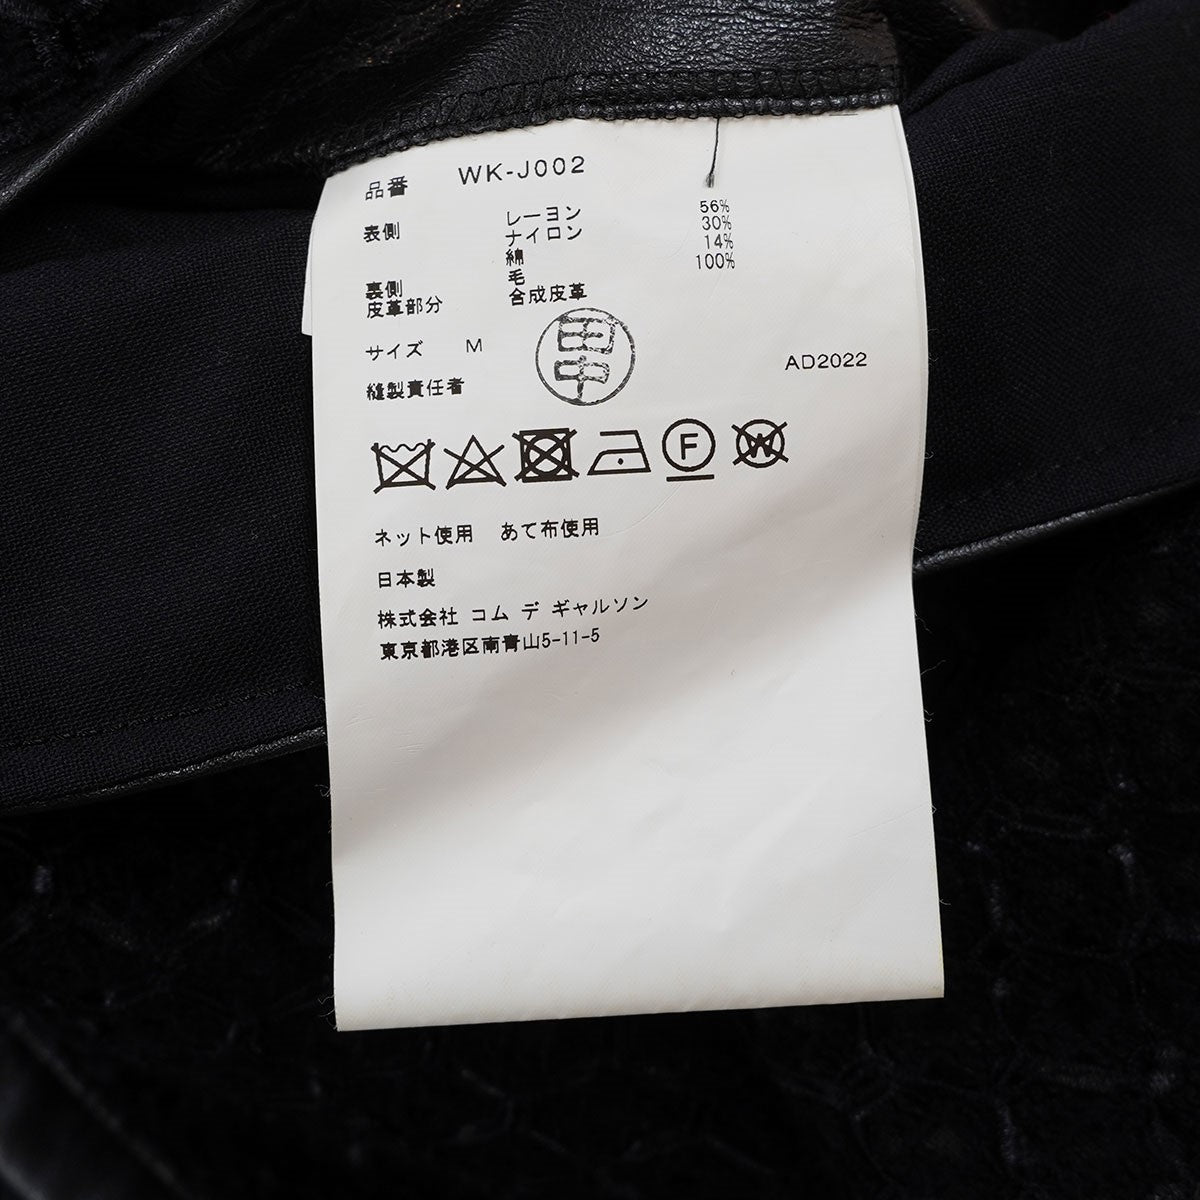 品番 WK-J002
表側 レーヨン 56%
ナイロン 30%
綿 14%
裏側 毛 100%
皮革部分 合成皮革
サイズ M
田中
AD2022
縫製責任者
F
W
ネット使用 あて布使用
日本製
株式会社 コム デ ギャルソン
東京都港区南青山5-11-5